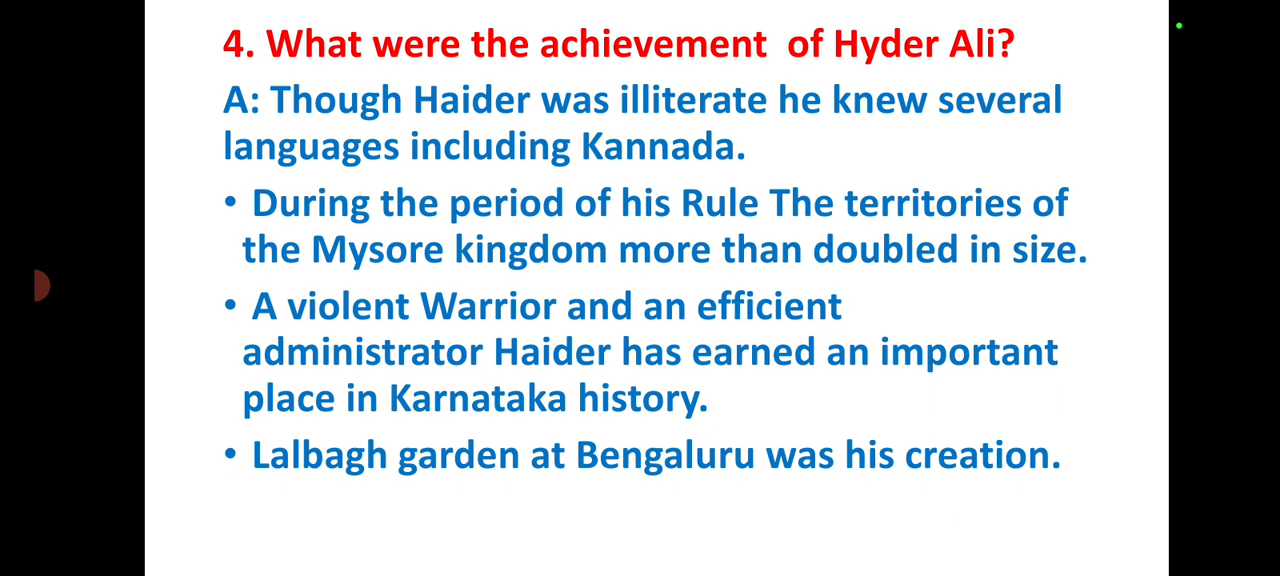 4. What were the achievement  of Hyder Ali?
A: Though Haider was illiterate he knew several
languages including Kannada.
• During the period of his Rule The territories of
the Mysore kingdom more than doubled in size.
• A violent Warrior and an efficient
administrator Haider has earned an important
place in Karnataka history.
• Lalbagh garden at Bengaluru was his creation.